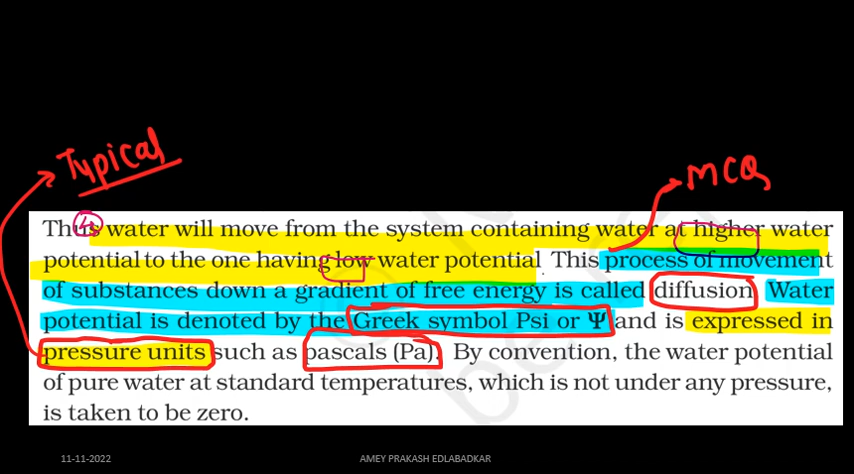 Typical
MCQ
4
Thus water will move from the system containing water at higher water
potential to the one having low water potential. This process of movement
of substances down a gradient of free energy is called diffusion. Water
potential is denoted by the Greek symbol Psi or Ψ and is expressed in
pressure units such as pascals (Pa). By convention, the water potential
of pure water at standard temperatures, which is not under any pressure,
is taken to be zero.
11-11-2022
AMEY PRAKASH EDLABADKAR